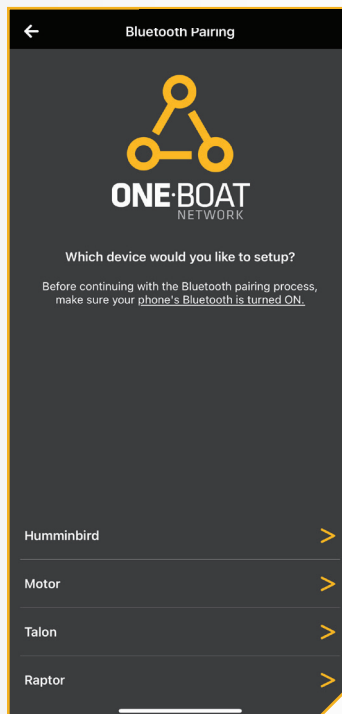 Bluetooth Pairing
ONE·BOAT
NETWORK
Which device would you like to setup?
Before continuing with the Bluetooth pairing process,
make sure your phone's Bluetooth is turned ON.
Humminbird >
Motor >
Talon >
Raptor >